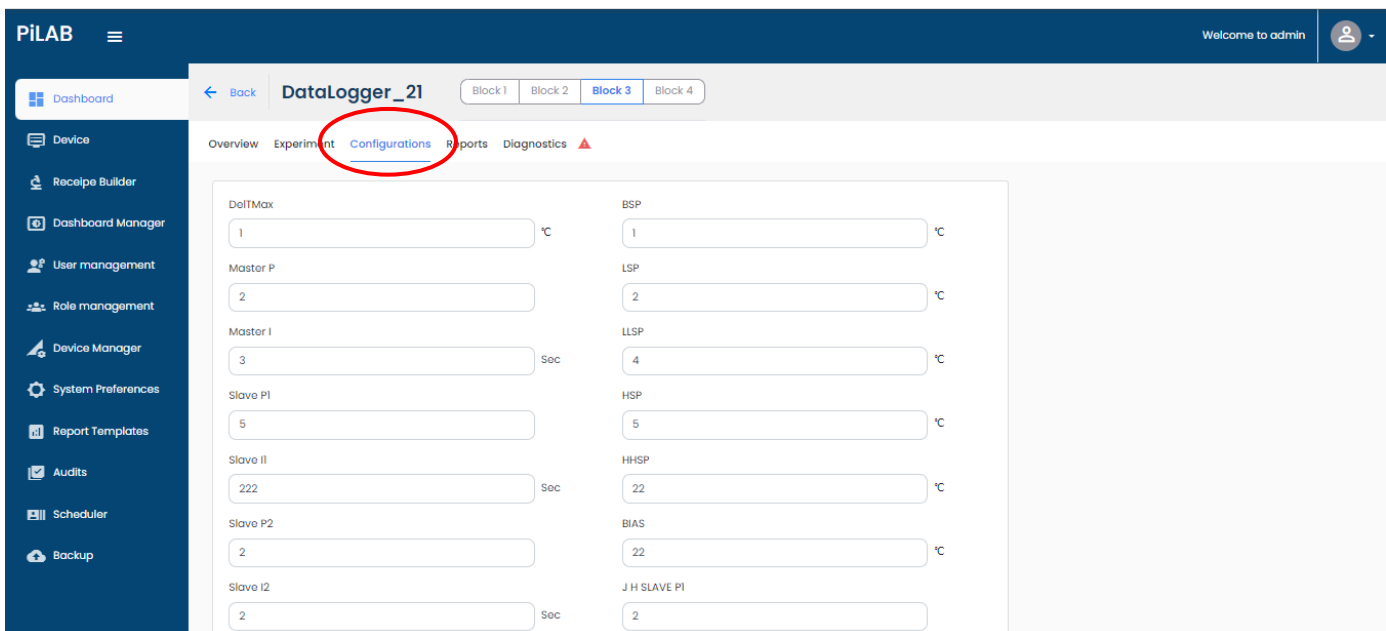 PiLAB
Welcome to admin
Dashboard
Device
Receipe Builder
Dashboard Manager
User management
Role management
Device Manager
System Preferences
Report Templates
Audits
Scheduler
Backup
Back DataLogger_21 Block 1 Block 2 Block 3 Block 4
Overview Experiment Configurations Reports Diagnostics
DelTMax BSP
1 °C 1 °C
Master P LSP
2 2 °C
Master I LLSP
3 Sec 4 °C
Slave P1 HSP
5 5 °C
Slave I1 HHSP
222 Sec 22 °C
Slave P2 BIAS
2 22 °C
Slave I2 J H SLAVE P1
2 Sec 2